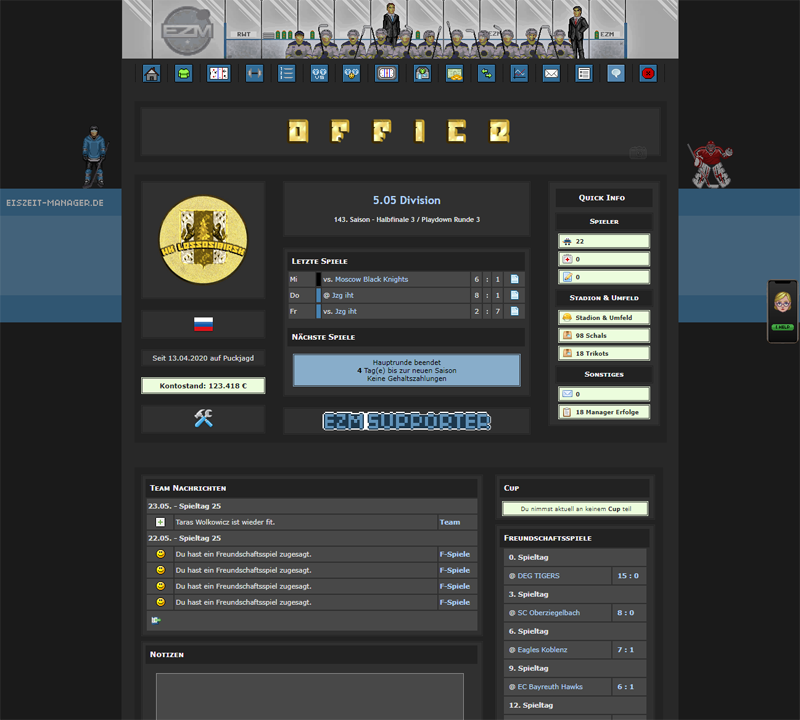 EZM
RWT
EZM
EZM
OFFICE
EISZEIT-MANAGER.DE
HK LESSOSIBIRSK
Seit 13.04.2020 auf Puckjagd
Kontostand: 123.418 €
5.05 Division
143. Saison - Halbfinale 3 / Playdown Runde 3
Letzte Spiele
Mi vs. Moscow Black Knights 6 : 1
Do @ Jzg iht 8 : 1
Fr vs. Jzg iht 2 : 7
Nächste Spiele
Hauptrunde beendet
4 Tag(e) bis zur neuen Saison
Keine Gehaltszahlungen
EZM SUPPORTER
Quick Info
Spieler
22
0
0
Stadion & Umfeld
Stadion & Umfeld
98 Schals
18 Trikots
Sonstiges
0
18 Manager Erfolge
Team Nachrichten
23.05. - Spieltag 25
Taras Wolkowicz ist wieder fit. Team
22.05. - Spieltag 25
Du hast ein Freundschaftsspiel zugesagt. F-Spiele
Du hast ein Freundschaftsspiel zugesagt. F-Spiele
Du hast ein Freundschaftsspiel zugesagt. F-Spiele
Du hast ein Freundschaftsspiel zugesagt. F-Spiele
Notizen
Cup
Du nimmst aktuell an keinem Cup teil
Freundschaftsspiele
0. Spieltag
@ DEG TIGERS 15 : 0
3. Spieltag
@ SC Oberziegelbach 8 : 0
6. Spieltag
@ Eagles Koblenz 7 : 1
9. Spieltag
@ EC Bayreuth Hawks 6 : 1
12. Spieltag